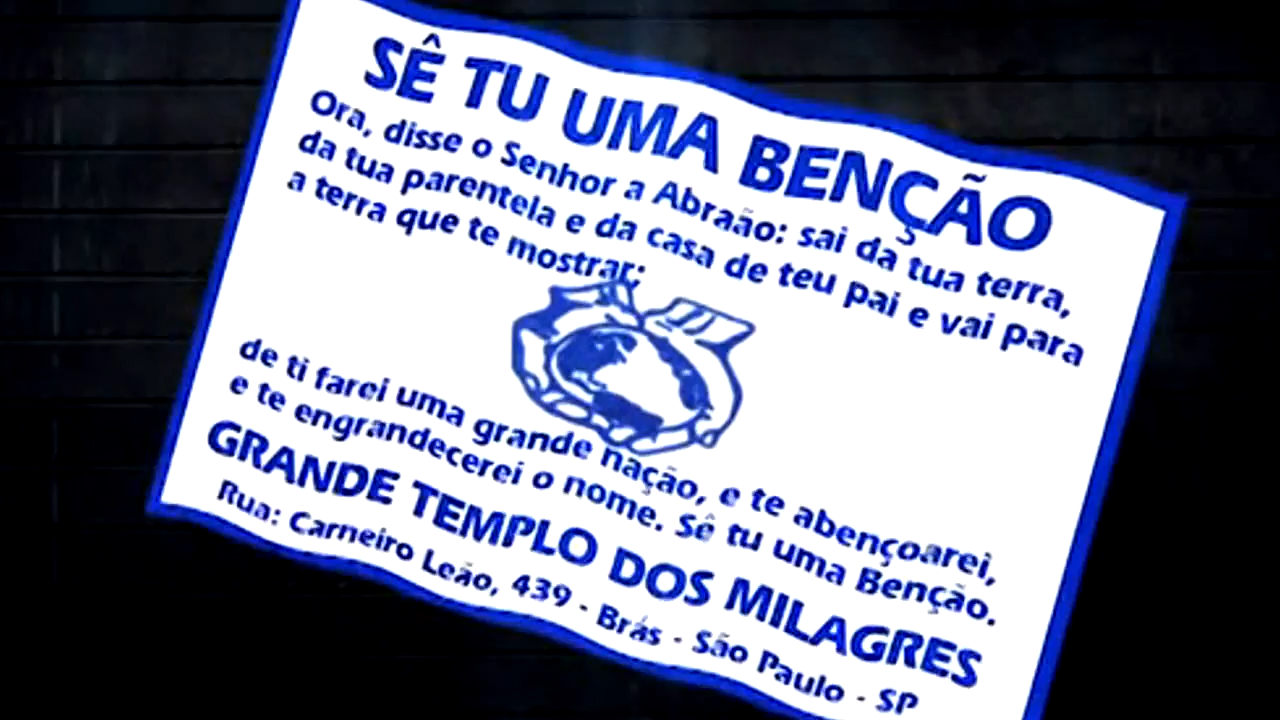 SÊ TU UMA BENÇÃO
Ora, disse o Senhor a Abraão: sai da tua terra,
da tua parentela e da casa de teu pai e vai para
a terra que te mostrar;
de ti farei uma grande nação, e te abençoarei,
e te engrandecerei o nome. Sê tu uma Benção.
GRANDE TEMPLO DOS MILAGRES
Rua: Carneiro Leão, 439 - Brás - São Paulo - SP